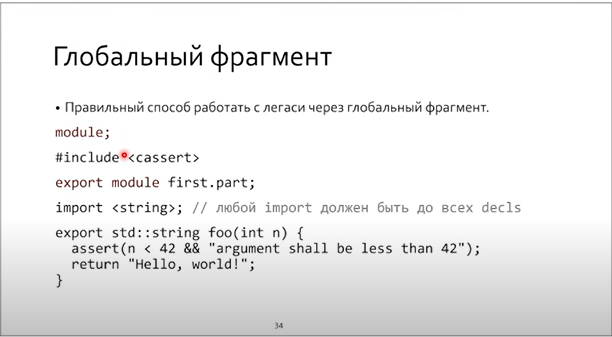 Глобальный фрагмент
• Правильный способ работать с легаси через глобальный фрагмент.
module;
#include <cassert>
export module first.part;
import <string>; // любой import должен быть до всех decls
export std::string foo(int n) {
  assert(n < 42 && "argument shall be less than 42");
  return "Hello, world!";
}
34